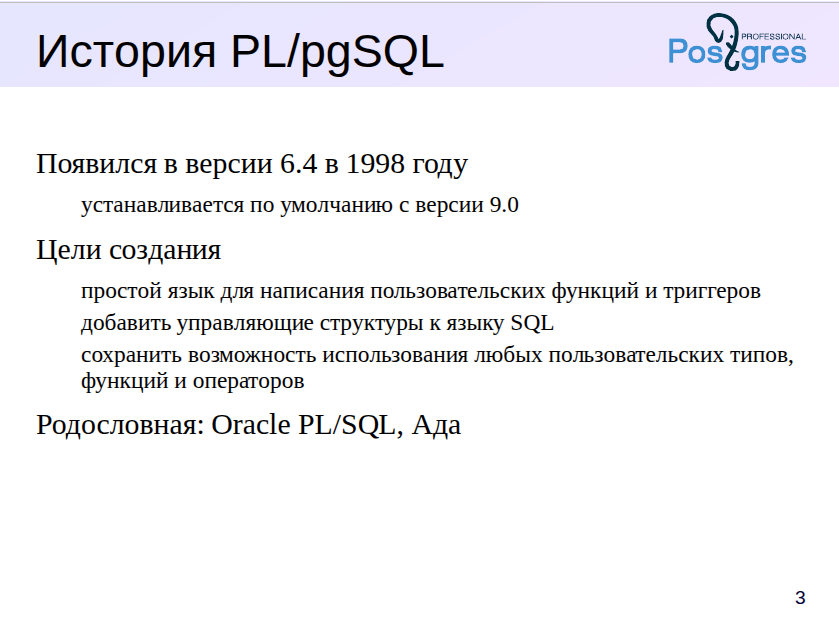 История PL/pgSQL
PROFESSIONAL
Postgres
Появился в версии 6.4 в 1998 году
устанавливается по умолчанию с версии 9.0
Цели создания
простой язык для написания пользовательских функций и триггеров
добавить управляющие структуры к языку SQL
сохранить возможность использования любых пользовательских типов,
функций и операторов
Родословная: Oracle PL/SQL, Ада
3